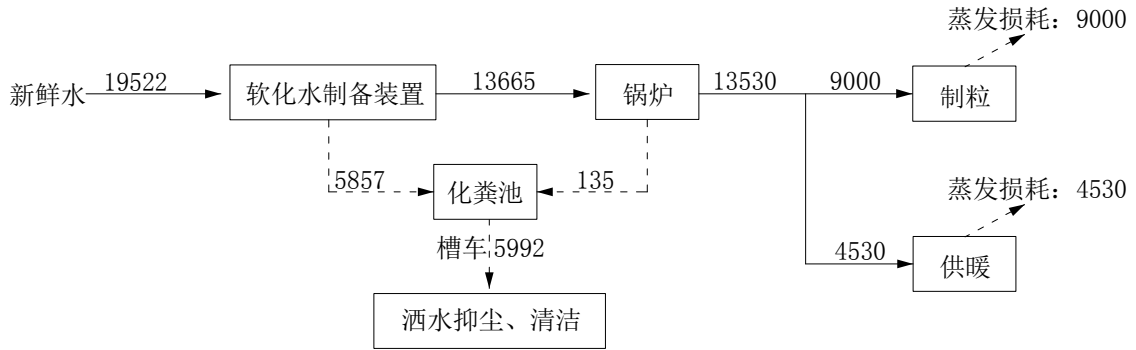 蒸发损耗：9000
新鲜水 19522 软化水制备装置 13665 锅炉 13530 9000 制粒
5857 化粪池 135
蒸发损耗：4530
槽车 5992 4530 供暖
洒水抑尘、清洁